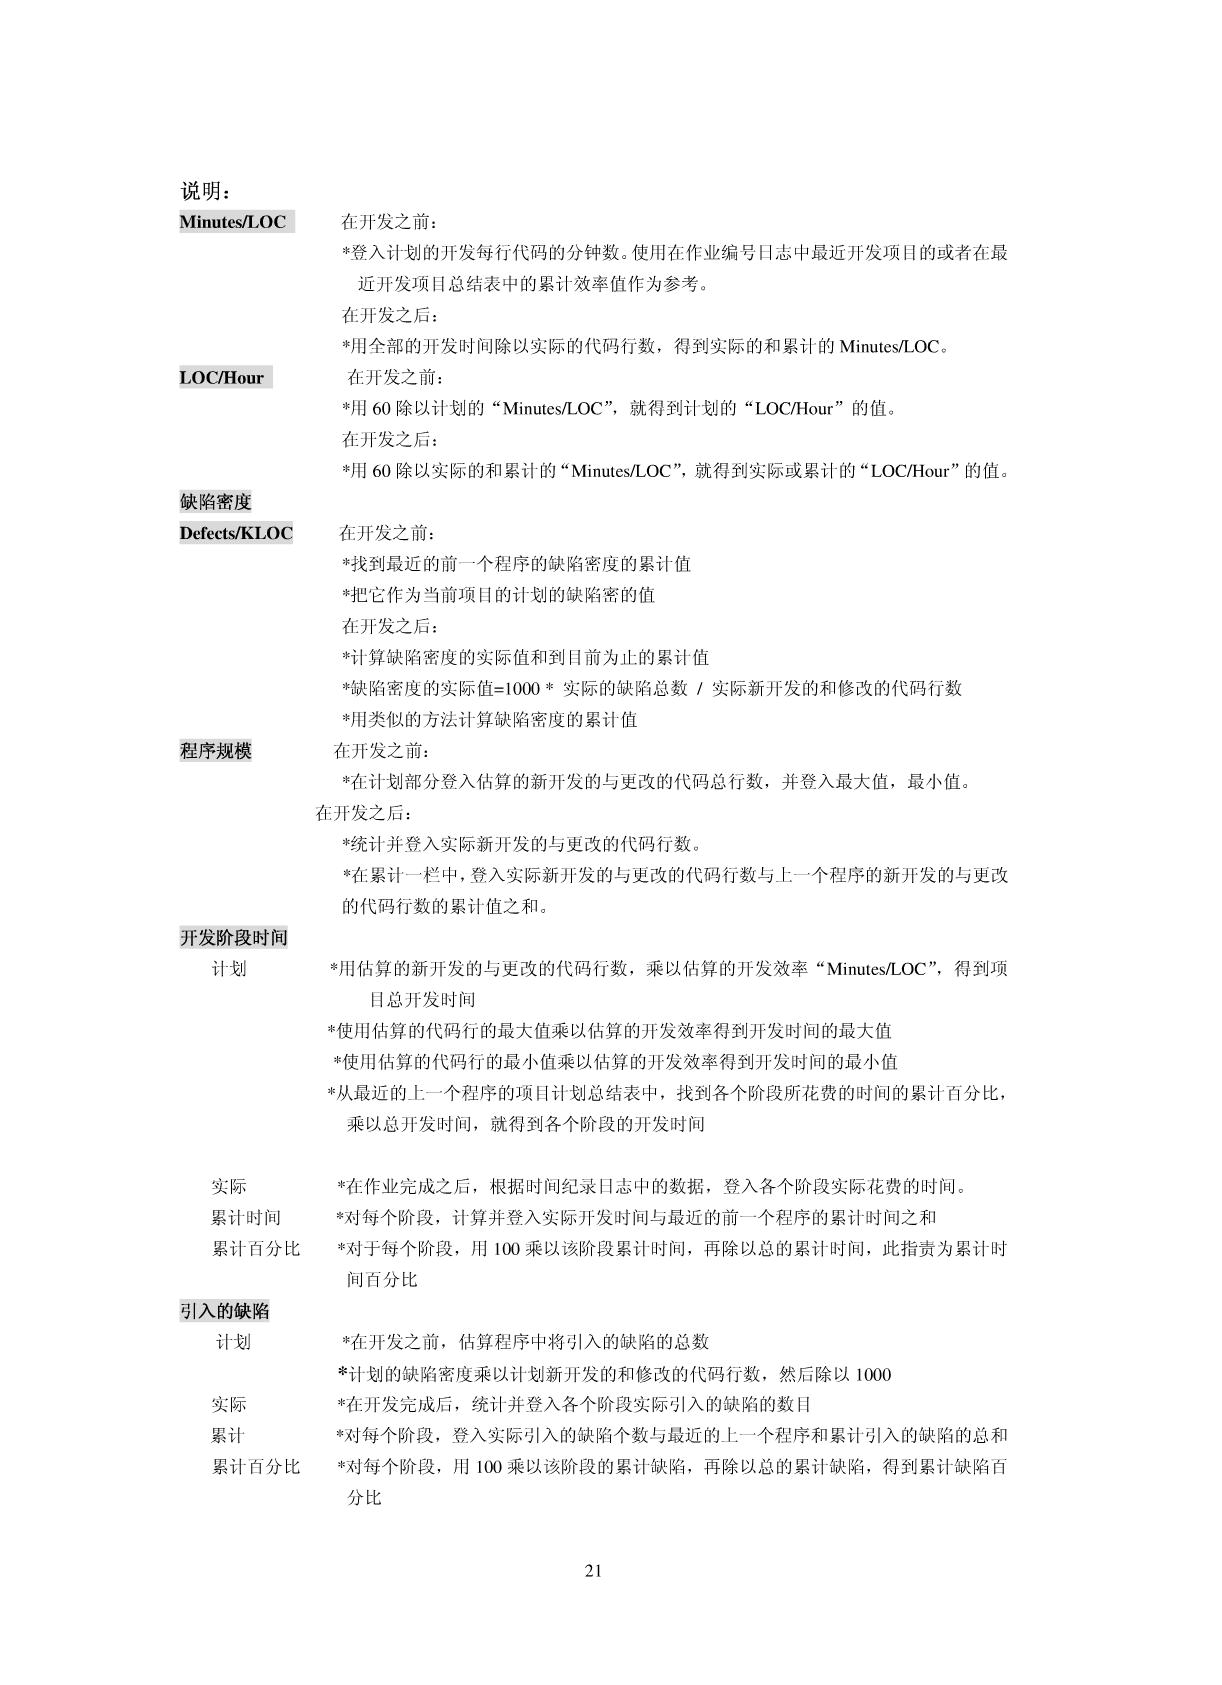 说明：
Minutes/LOC 在开发之前：
*登入计划的开发每行代码的分钟数。使用在作业编号日志中最近开发项目的或者在最
近开发项目总结表中的累计效率值作为参考。
在开发之后：
*用全部的开发时间除以实际的代码行数，得到实际的和累计的 Minutes/LOC。
LOC/Hour 在开发之前：
*用 60 除以计划的“Minutes/LOC”，就得到计划的“LOC/Hour”的值。
在开发之后：
*用 60 除以实际的和累计的“Minutes/LOC”，就得到实际或累计的“LOC/Hour”的值。
缺陷密度
Defects/KLOC 在开发之前：
*找到最近的前一个程序的缺陷密度的累计值
*把它作为当前项目的计划的缺陷密的值
在开发之后：
*计算缺陷密度的实际值和到目前为止的累计值
*缺陷密度的实际值=1000 * 实际的缺陷总数 / 实际新开发的和修改的代码行数
*用类似的方法计算缺陷密度的累计值
程序规模 在开发之前：
*在计划部分登入估算的新开发的与更改的代码总行数，并登入最大值，最小值。
在开发之后：
*统计并登入实际新开发的与更改的代码行数。
*在累计一栏中，登入实际新开发的与更改的代码行数与上一个程序的新开发的与更改
的代码行数的累计值之和。
开发阶段时间
计划 *用估算的新开发的与更改的代码行数，乘以估算的开发效率“Minutes/LOC”，得到项
目总开发时间
*使用估算的代码行的最大值乘以估算的开发效率得到开发时间的最大值
*使用估算的代码行的最小值乘以估算的开发效率得到开发时间的最小值
*从最近的上一个程序的项目计划总结表中，找到各个阶段所花费的时间的累计百分比，
乘以总开发时间，就得到各个阶段的开发时间
实际 *在作业完成之后，根据时间纪录日志中的数据，登入各个阶段实际花费的时间。
累计时间 *对每个阶段，计算并登入实际开发时间与最近的前一个程序的累计时间之和
累计百分比 *对于每个阶段，用 100 乘以该阶段累计时间，再除以总的累计时间，此指责为累计时
间百分比
引入的缺陷
计划 *在开发之前，估算程序中将引入的缺陷的总数
*计划的缺陷密度乘以计划新开发的和修改的代码行数，然后除以 1000
实际 *在开发完成后，统计并登入各个阶段实际引入的缺陷的数目
累计 *对每个阶段，登入实际引入的缺陷个数与最近的上一个程序和累计引入的缺陷的总和
累计百分比 *对每个阶段，用 100 乘以该阶段的累计缺陷，再除以总的累计缺陷，得到累计缺陷百
分比
21